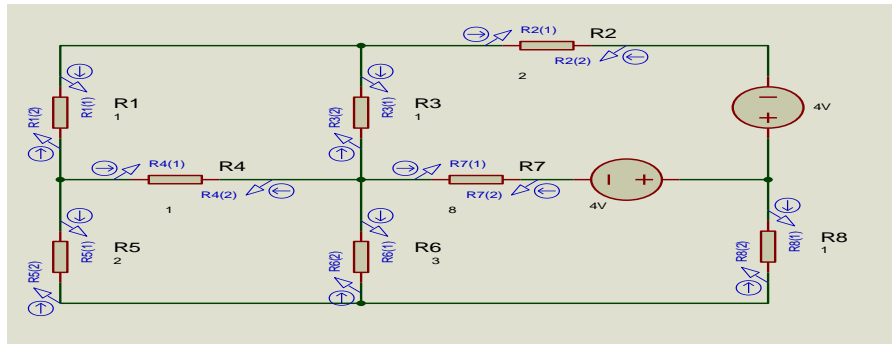 R2(1)
R2
R2(2)
2
R1(2)
R1(1)
R1
1
R3(2)
R3(1)
R3
1
4V
R4(1)
R4
R4(2)
1
R7(1)
R7
R7(2)
8
4V
R5(2)
R5(1)
R5
2
R6(2)
R6(1)
R6
3
R8(2)
R8(1)
R8
1